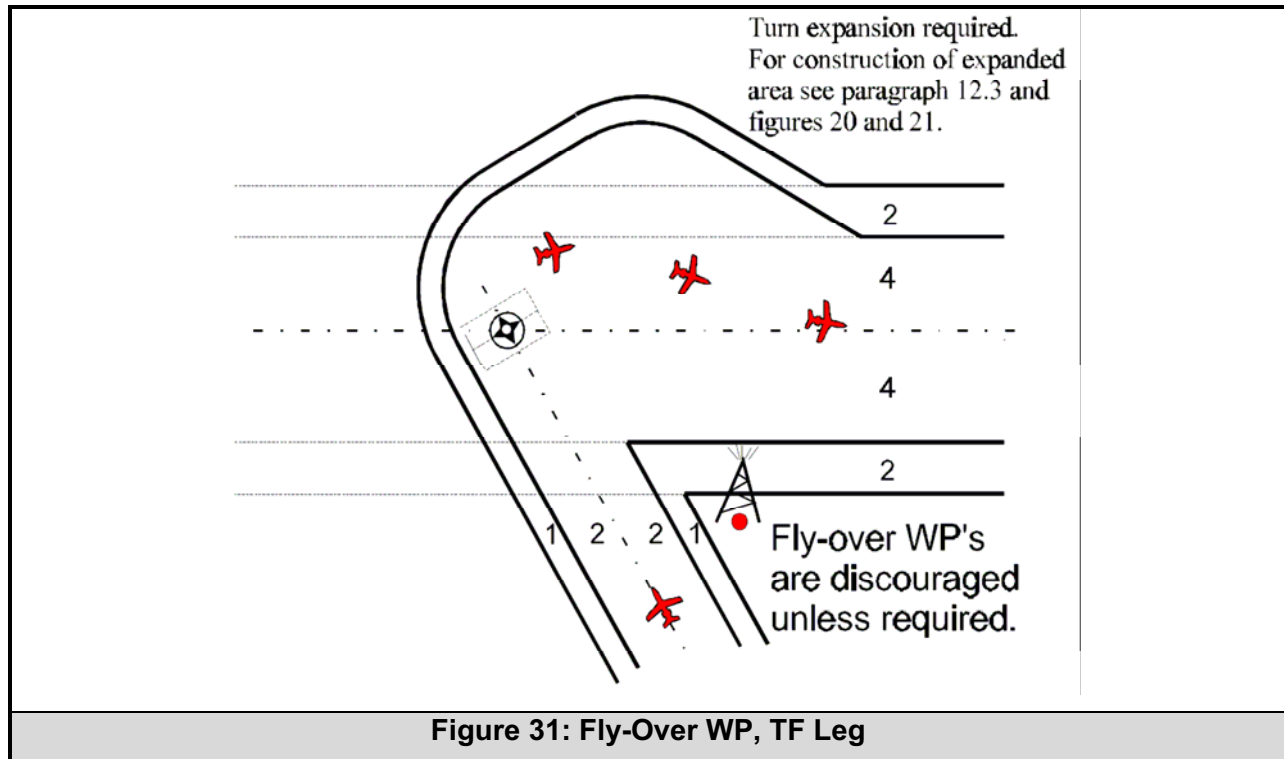 Turn expansion required.
For construction of expanded
area see paragraph 12.3 and
figures 20 and 21.
2
4
4
2
1 2 2 1
Fly-over WP's
are discouraged
unless required.
Figure 31: Fly-Over WP, TF Leg